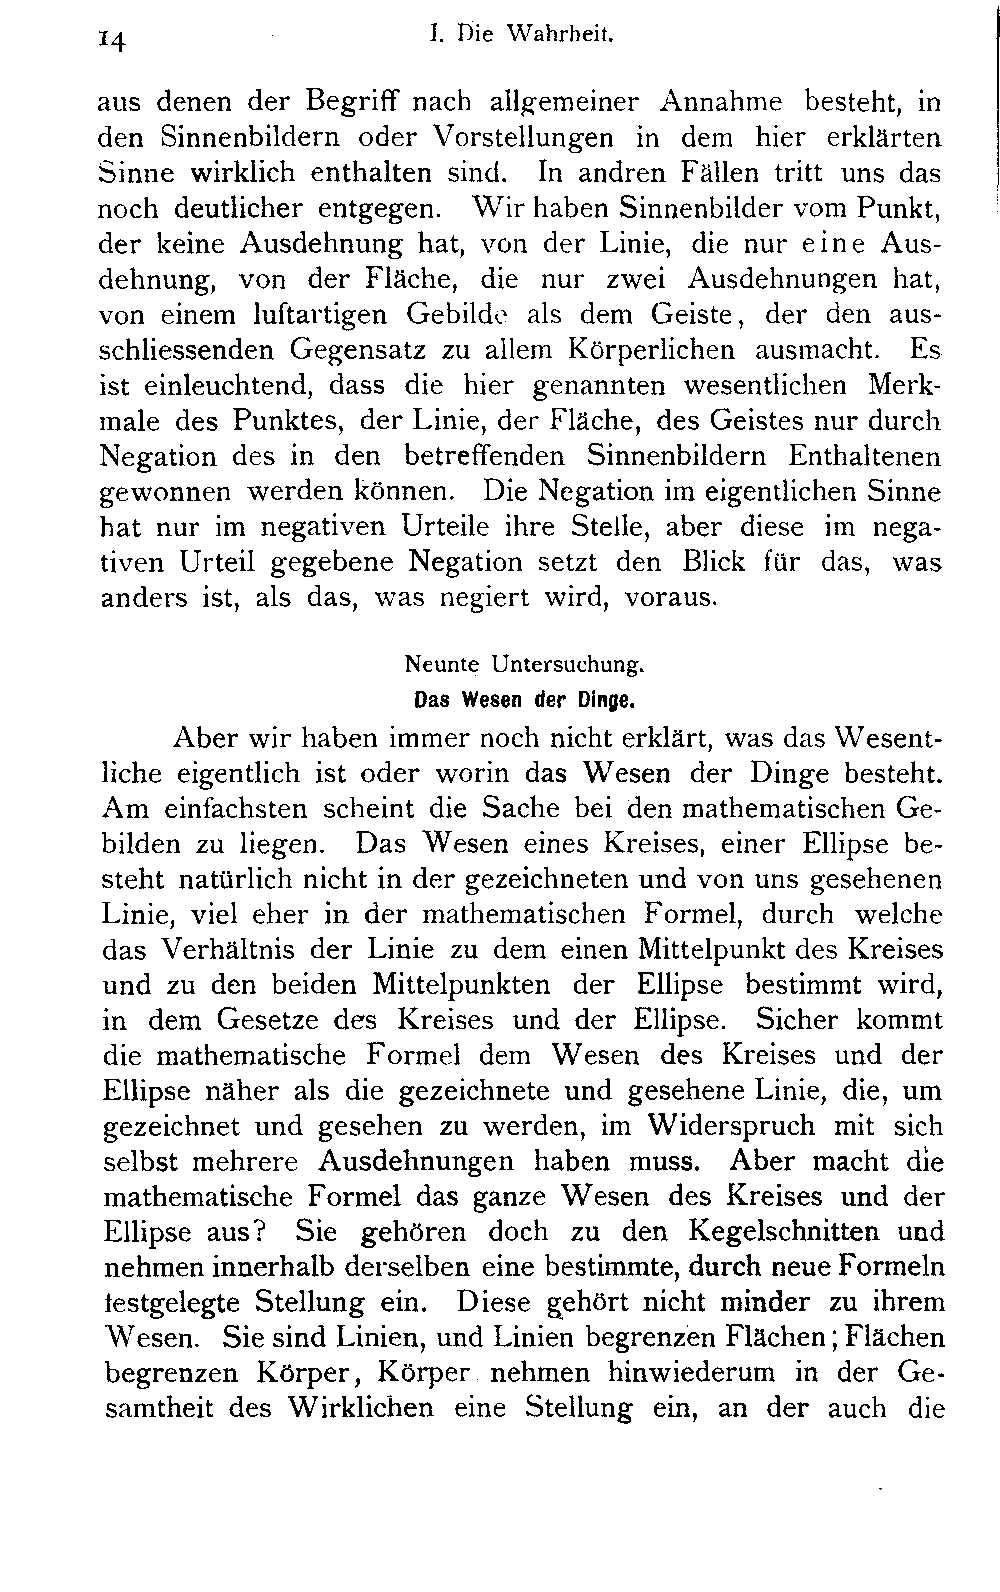 14 I. Die Wahrheit.
aus denen der Begriff nach allgemeiner Annahme besteht, in
den Sinnenbildern oder Vorstellungen in dem hier erklärten
Sinne wirklich enthalten sind. In andren Fällen tritt uns das
noch deutlicher entgegen. Wir haben Sinnenbilder vom Punkt,
der keine Ausdehnung hat, von der Linie, die nur eine Aus-
dehnung, von der Fläche, die nur zwei Ausdehnungen hat,
von einem luftartigen Gebilde als dem Geiste, der den aus-
schliessenden Gegensatz zu allem Körperlichen ausmacht. Es
ist einleuchtend, dass die hier genannten wesentlichen Merk-
male des Punktes, der Linie, der Fläche, des Geistes nur durch
Negation des in den betreffenden Sinnenbildern Enthaltenen
gewonnen werden können. Die Negation im eigentlichen Sinne
hat nur im negativen Urteile ihre Stelle, aber diese im nega-
tiven Urteil gegebene Negation setzt den Blick für das, was
anders ist, als das, was negiert wird, voraus.
Neunte Untersuchung.
Das Wesen der Dinge.
Aber wir haben immer noch nicht erklärt, was das Wesent-
liche eigentlich ist oder worin das Wesen der Dinge besteht.
Am einfachsten scheint die Sache bei den mathematischen Ge-
bilden zu liegen. Das Wesen eines Kreises, einer Ellipse be-
steht natürlich nicht in der gezeichneten und von uns gesehenen
Linie, viel eher in der mathematischen Formel, durch welche
das Verhältnis der Linie zu dem einen Mittelpunkt des Kreises
und zu den beiden Mittelpunkten der Ellipse bestimmt wird,
in dem Gesetze des Kreises und der Ellipse. Sicher kommt
die mathematische Formel dem Wesen des Kreises und der
Ellipse näher als die gezeichnete und gesehene Linie, die, um
gezeichnet und gesehen zu werden, im Widerspruch mit sich
selbst mehrere Ausdehnungen haben muss. Aber macht die
mathematische Formel das ganze Wesen des Kreises und der
Ellipse aus? Sie gehören doch zu den Kegelschnitten und
nehmen innerhalb derselben eine bestimmte, durch neue Formeln
festgelegte Stellung ein. Diese gehört nicht minder zu ihrem
Wesen. Sie sind Linien, und Linien begrenzen Flächen; Flächen
begrenzen Körper, Körper nehmen hinwiederum in der Ge-
samtheit des Wirklichen eine Stellung ein, an der auch die